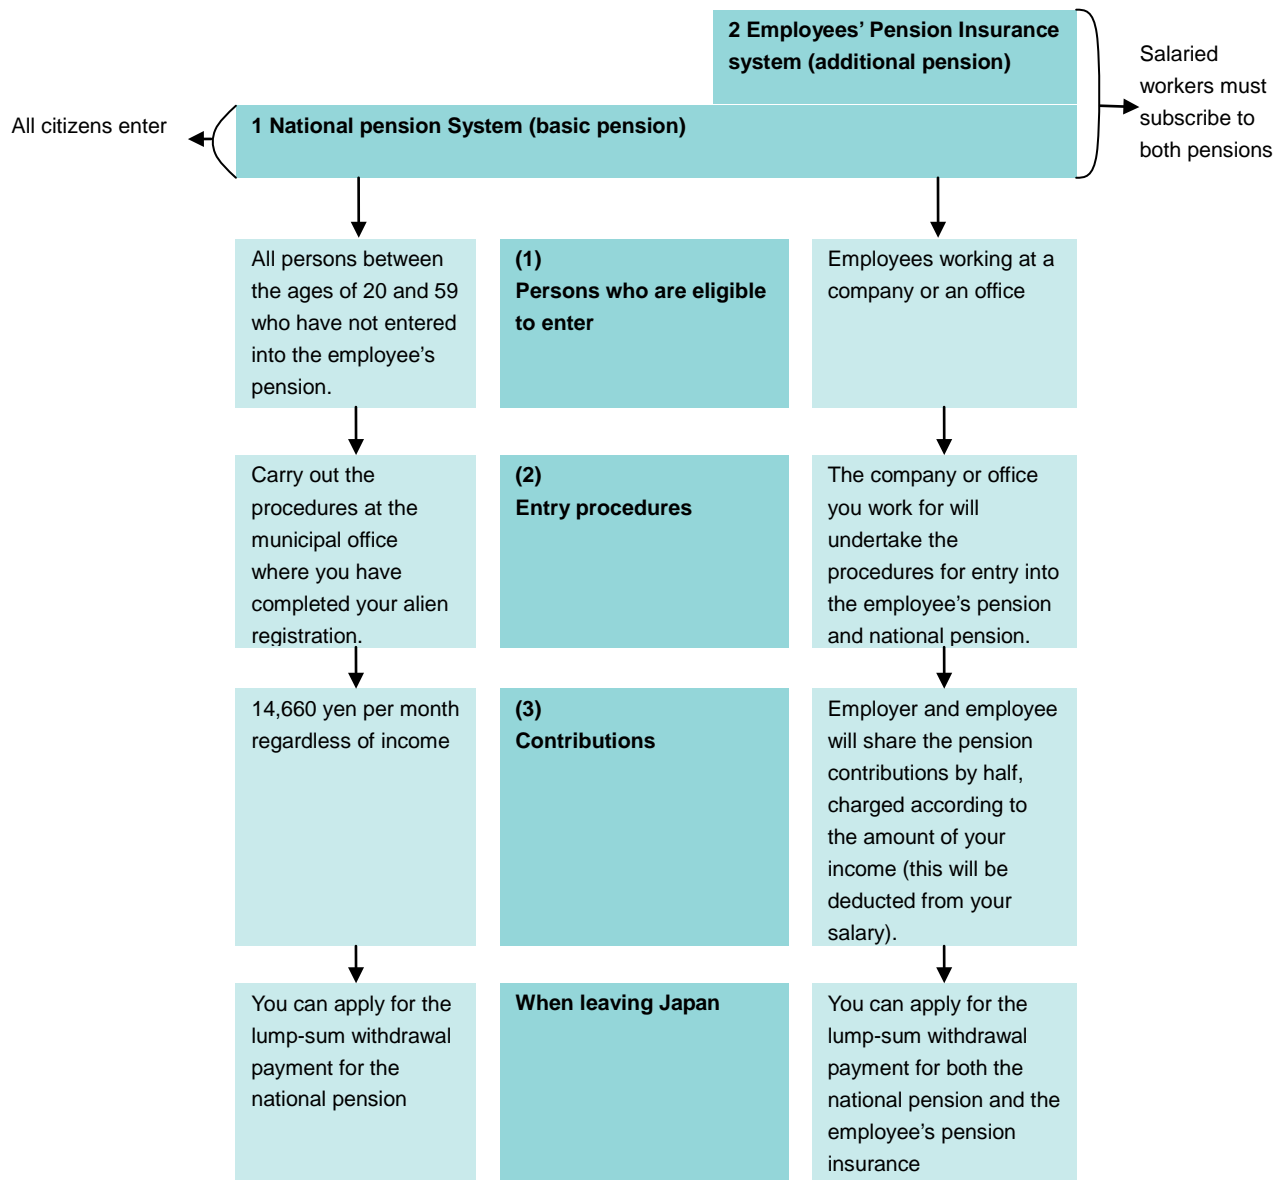 2 Employees’ Pension Insurance
system (additional pension)
Salaried
workers must
subscribe to
both pensions
All citizens enter
1 National pension System (basic pension)
All persons between
the ages of 20 and 59
who have not entered
into the employee’s
pension.
(1)
Persons who are eligible
to enter
Employees working at a
company or an office
Carry out the
procedures at the
municipal office
where you have
completed your alien
registration.
(2)
Entry procedures
The company or office
you work for will
undertake the
procedures for entry into
the employee’s pension
and national pension.
14,660 yen per month
regardless of income
(3)
Contributions
Employer and employee
will share the pension
contributions by half,
charged according to
the amount of your
income (this will be
deducted from your
salary).
You can apply for the
lump-sum withdrawal
payment for the
national pension
When leaving Japan
You can apply for the
lump-sum withdrawal
payment for both the
national pension and the
employee’s pension
insurance